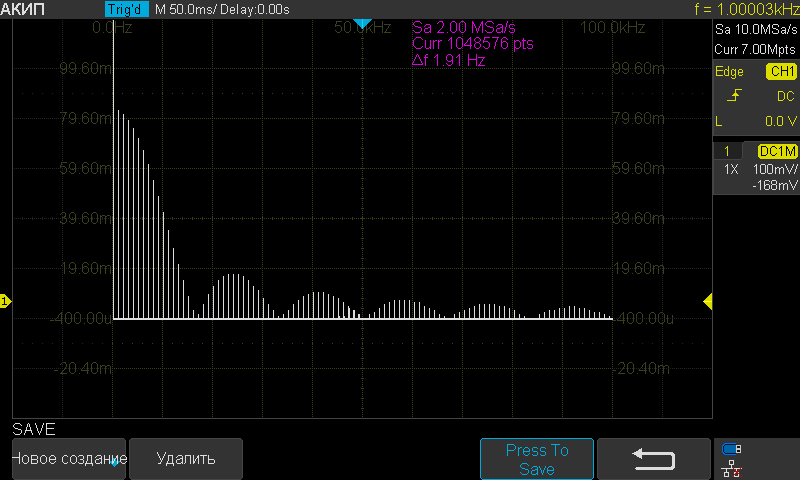 АКИП Trig'd M 50.0ms/ Delay:0.00s f = 1.00003kHz
0.0Hz 50.0kHz 100.0kHz
Sa 2.00 MSa/s
Curr 1048576 pts
Δf 1.91 Hz
Sa 10.0MSa/s
Curr 7.00Mpts
Edge CH1
DC
L 0.0 V
1 DC1M
1X 100mV/
-168mV
99.60m 99.60m
79.60m 79.60m
59.60m 59.60m
39.60m 39.60m
19.60m 19.60m
-400.00u -400.00u
-20.40m -20.40m
1
SAVE
Новое создание
Удалить
Press To
Save